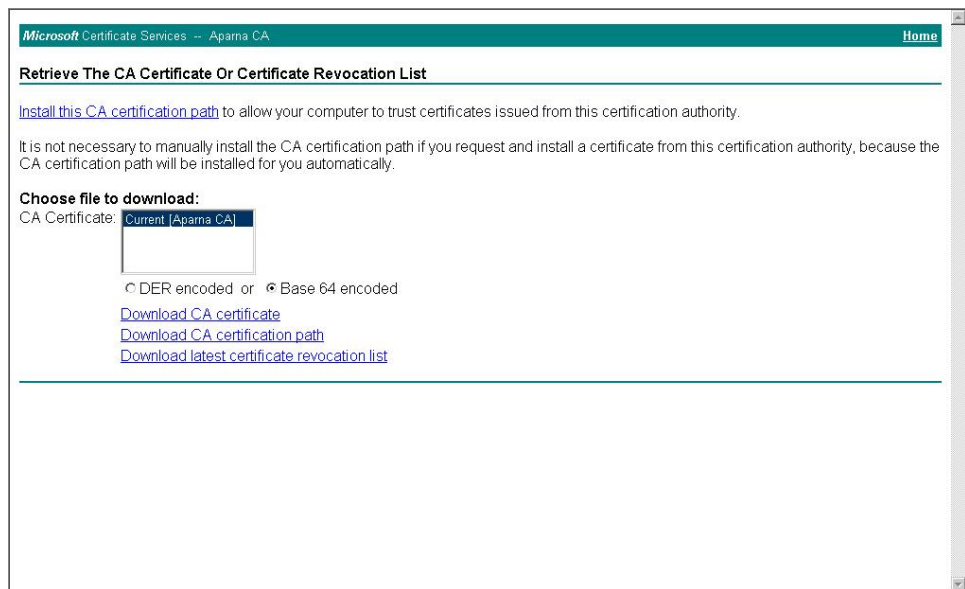 Microsoft Certificate Services -- Aparna CA Home
Retrieve The CA Certificate Or Certificate Revocation List
Install this CA certification path to allow your computer to trust certificates issued from this certification authority.
It is not necessary to manually install the CA certification path if you request and install a certificate from this certification authority, because the
CA certification path will be installed for you automatically.
Choose file to download:
CA Certificate: Current [Aparna CA]
DER encoded or Base 64 encoded
Download CA certificate
Download CA certification path
Download latest certificate revocation list